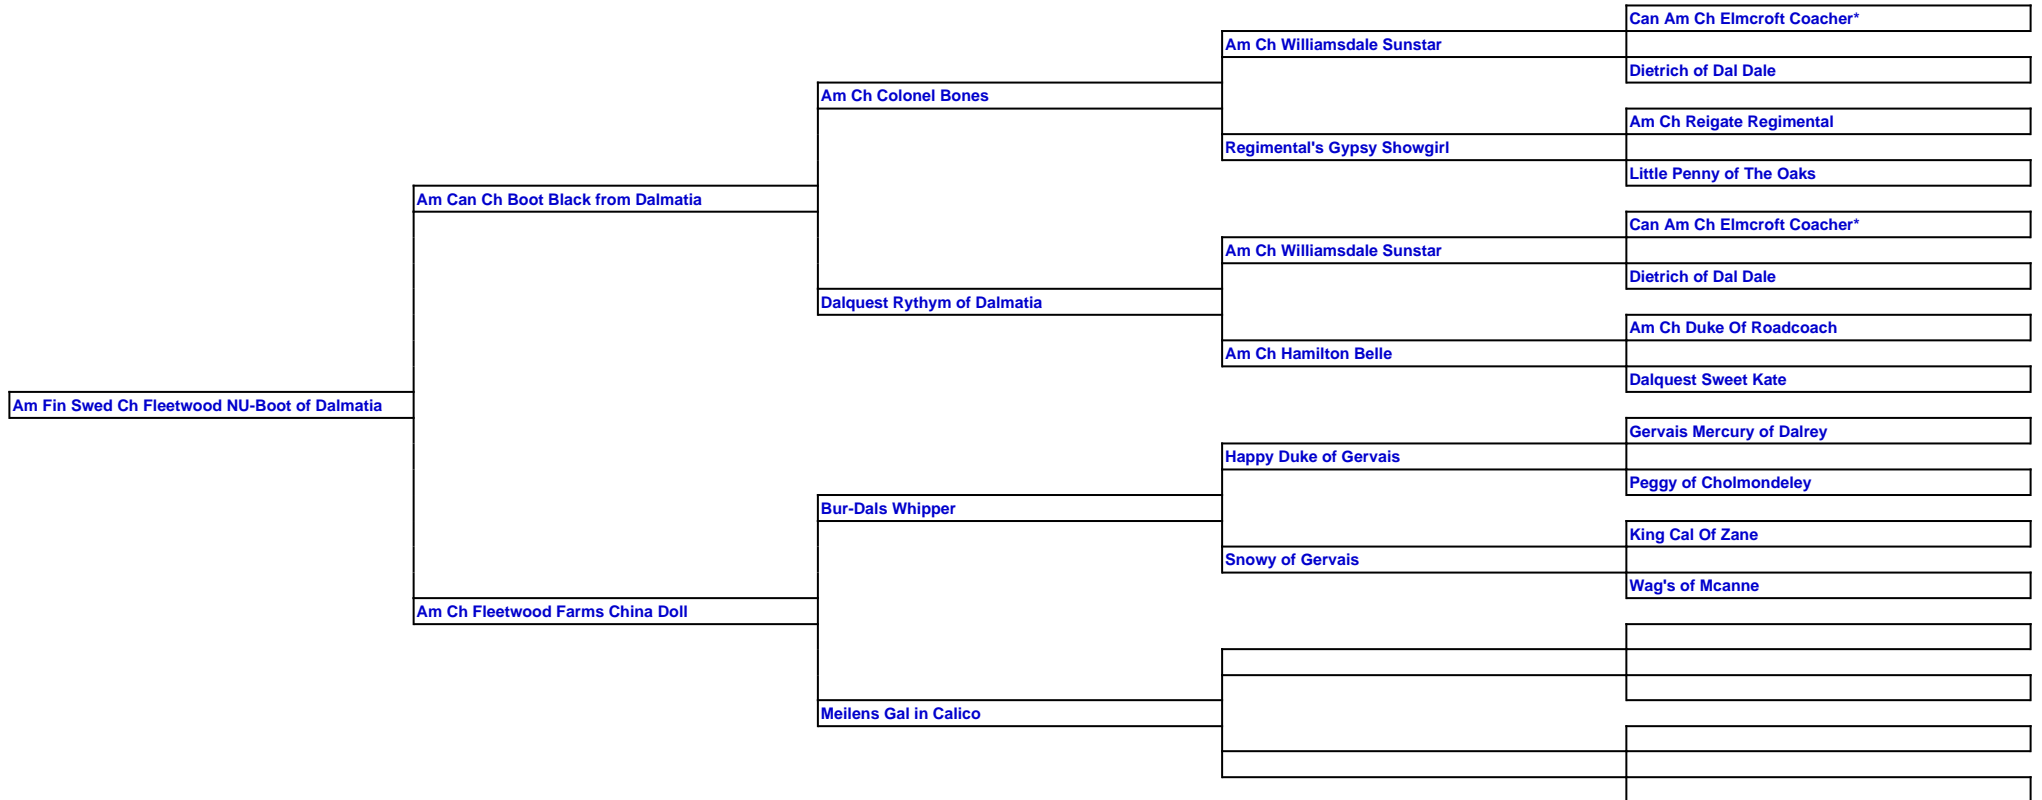 Can Am Ch Elmcroft Coacher*
Am Ch Williamsdale Sunstar
Dietrich of Dal Dale
Am Ch Colonel Bones
Am Ch Reigate Regimental
Regimental's Gypsy Showgirl
Little Penny of The Oaks
Am Can Ch Boot Black from Dalmatia
Can Am Ch Elmcroft Coacher*
Am Ch Williamsdale Sunstar
Dietrich of Dal Dale
Dalquest Rythym of Dalmatia
Am Ch Duke Of Roadcoach
Am Ch Hamilton Belle
Dalquest Sweet Kate
Am Fin Swed Ch Fleetwood NU-Boot of Dalmatia
Gervais Mercury of Dalrey
Happy Duke of Gervais
Peggy of Cholmondeley
Bur-Dals Whipper
King Cal Of Zane
Snowy of Gervais
Wag's of Mcanne
Am Ch Fleetwood Farms China Doll
Meilens Gal in Calico